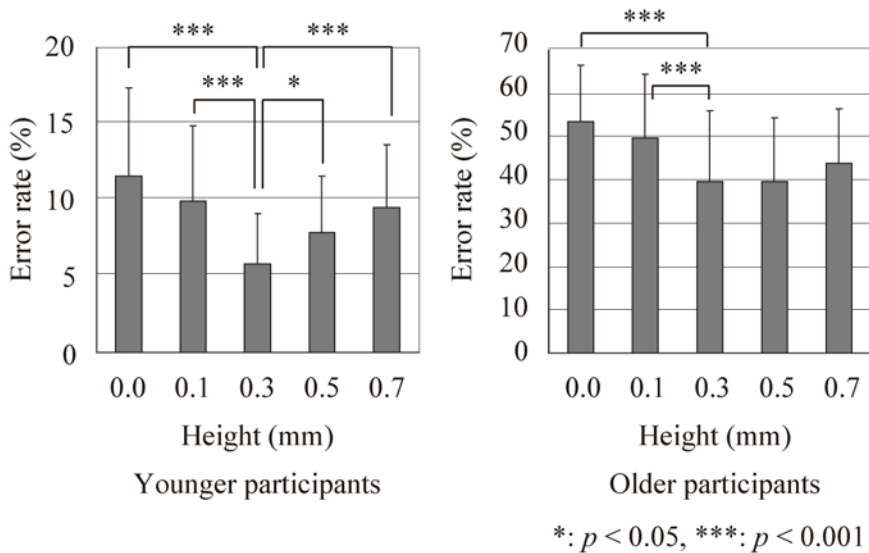 *** ***
*** *
20
15
10
5
0
Error rate (%)
0.0 0.1 0.3 0.5 0.7
Height (mm)
Younger participants
***
***
70
60
50
40
30
20
10
0
Error rate (%)
0.0 0.1 0.3 0.5 0.7
Height (mm)
Older participants
*: p < 0.05, ***: p < 0.001